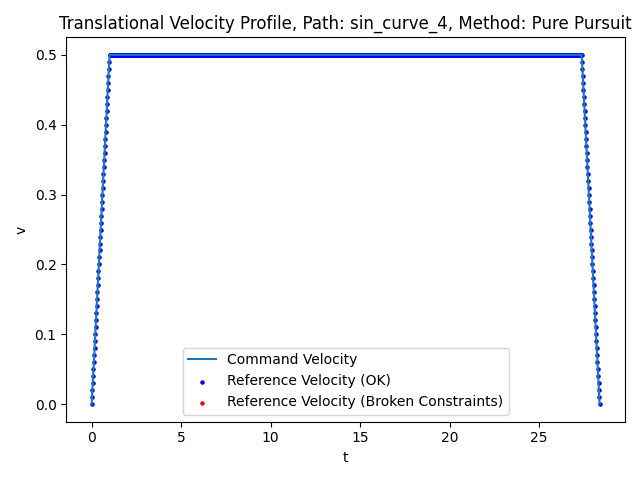 Translational Velocity Profile, Path: sin_curve_4, Method: Pure Pursuit
0.5
0.4
0.3
v
0.2
0.1
0.0
Command Velocity
Reference Velocity (OK)
Reference Velocity (Broken Constraints)
0 5 10 15 20 25
t